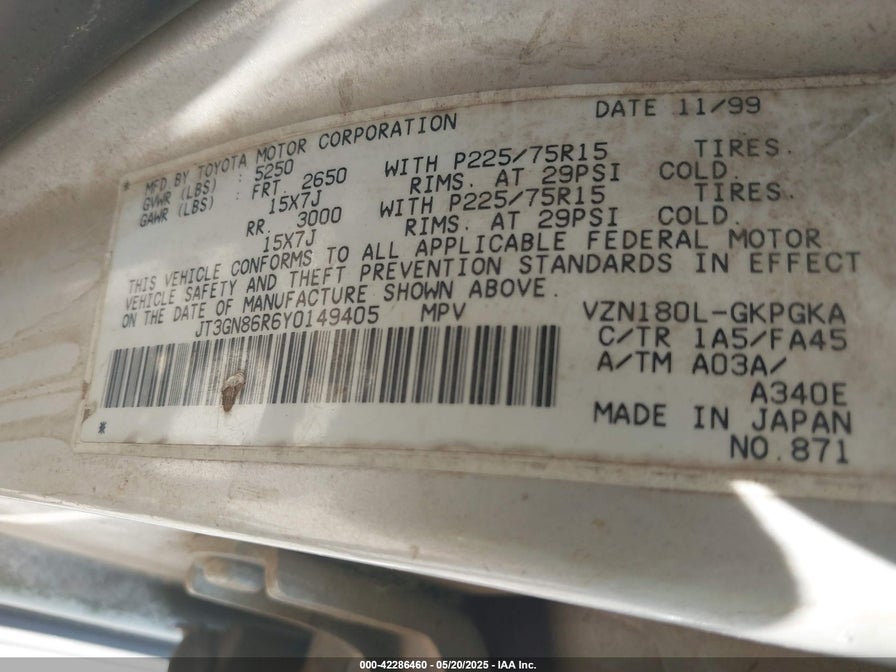 DATE 11/99
* MFD BY TOYOTA MOTOR CORPORATION
GVWR (LBS) : 5250
GAWR (LBS) : FRT. 2650 WITH P225/75R15 TIRES.
15X7J RIMS. AT 29PSI COLD.
RR. 3000 WITH P225/75R15 TIRES.
15X7J RIMS. AT 29PSI COLD.
THIS VEHICLE CONFORMS TO ALL APPLICABLE FEDERAL MOTOR
VEHICLE SAFETY AND THEFT PREVENTION STANDARDS IN EFFECT
ON THE DATE OF MANUFACTURE SHOWN ABOVE.
JT3GN86R6Y0149405 MPV VZN180L-GKPGKA
C/TR 1A5/FA45
A/TM A03A/
A340E
* MADE IN JAPAN
NO.871
000-42286460 - 05/20/2025 - IAA Inc.